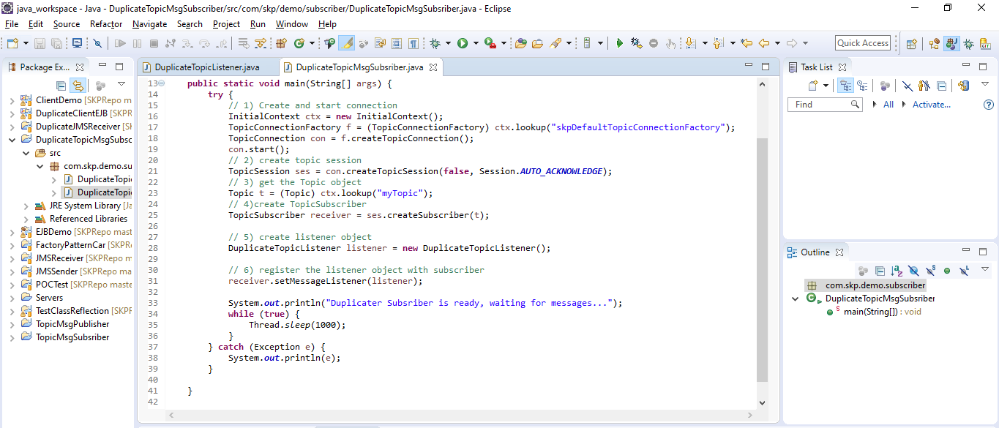 java_workspace - Java - DuplicateTopicMsgSubscriber/src/com/skp/demo/subscriber/DuplicateTopicMsgSubsriber.java - Eclipse
File Edit Source Refactor Navigate Search Project Run Window Help
Quick Access
Package Ex...
ClientDemo [SKPRepo m
DuplicateClientEJB [SKPR
DuplicateJMSReceiver [SK
DuplicateTopicMsgSubsc
src
com.skp.demo.su
DuplicateTopic
DuplicateTopic
JRE System Library [Ja
Referenced Libraries
EJBDemo [SKPRepo mast
FactoryPatternCar [SKPR
JMSReceiver [SKPRepo m
JMSSender [SKPRepo ma
POCTest [SKPRepo maste
Servers
TestClassReflection [SKPF
TopicMsgPublisher
TopicMsgSubsriber
DuplicateTopicListener.java DuplicateTopicMsgSubsriber.java
13 public static void main(String[] args) {
14 try {
15 // 1) Create and start connection
16 InitialContext ctx = new InitialContext();
17 TopicConnectionFactory f = (TopicConnectionFactory) ctx.lookup("skpDefaultTopicConnectionFactory");
18 TopicConnection con = f.createTopicConnection();
19 con.start();
20 // 2) create topic session
21 TopicSession ses = con.createTopicSession(false, Session.AUTO_ACKNOWLEDGE);
22 // 3) get the Topic object
23 Topic t = (Topic) ctx.lookup("myTopic");
24 // 4)create TopicSubscriber
25 TopicSubscriber receiver = ses.createSubscriber(t);
26
27 // 5) create listener object
28 DuplicateTopicListener listener = new DuplicateTopicListener();
29
30 // 6) register the listener object with subscriber
31 receiver.setMessageListener(listener);
32
33 System.out.println("Duplicater Subsriber is ready, waiting for messages...");
34 while (true) {
35 Thread.sleep(1000);
36 }
37 } catch (Exception e) {
38 System.out.println(e);
39 }
40
41 }
42
Task List
Find All Activate...
Outline
com.skp.demo.subscriber
DuplicateTopicMsgSubsriber
main(String[]) : void